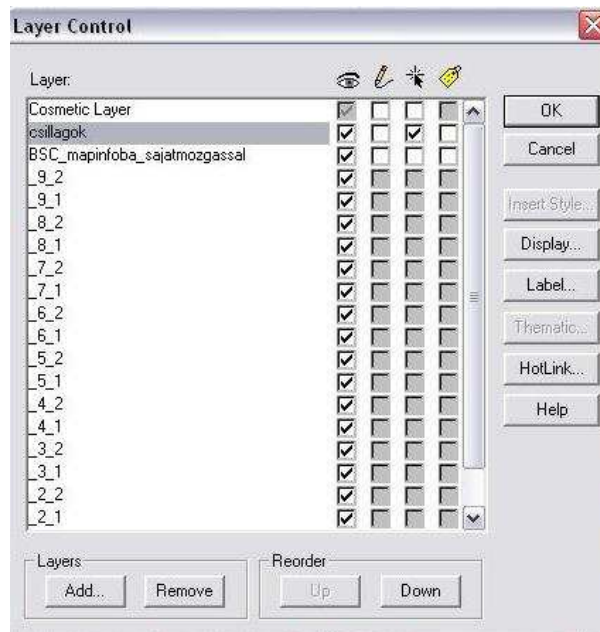 Layer Control
Layer:
Cosmetic Layer
csillagok
BSC_mapinfoba_sajatmozgassal
_9_2
_9_1
_8_2
_8_1
_7_2
_7_1
_6_2
_6_1
_5_2
_5_1
_4_2
_4_1
_3_2
_3_1
_2_2
_2_1
OK
Cancel
Insert Style...
Display...
Label...
Thematic...
HotLink...
Help
Layers
Add...
Remove
Reorder
Up
Down